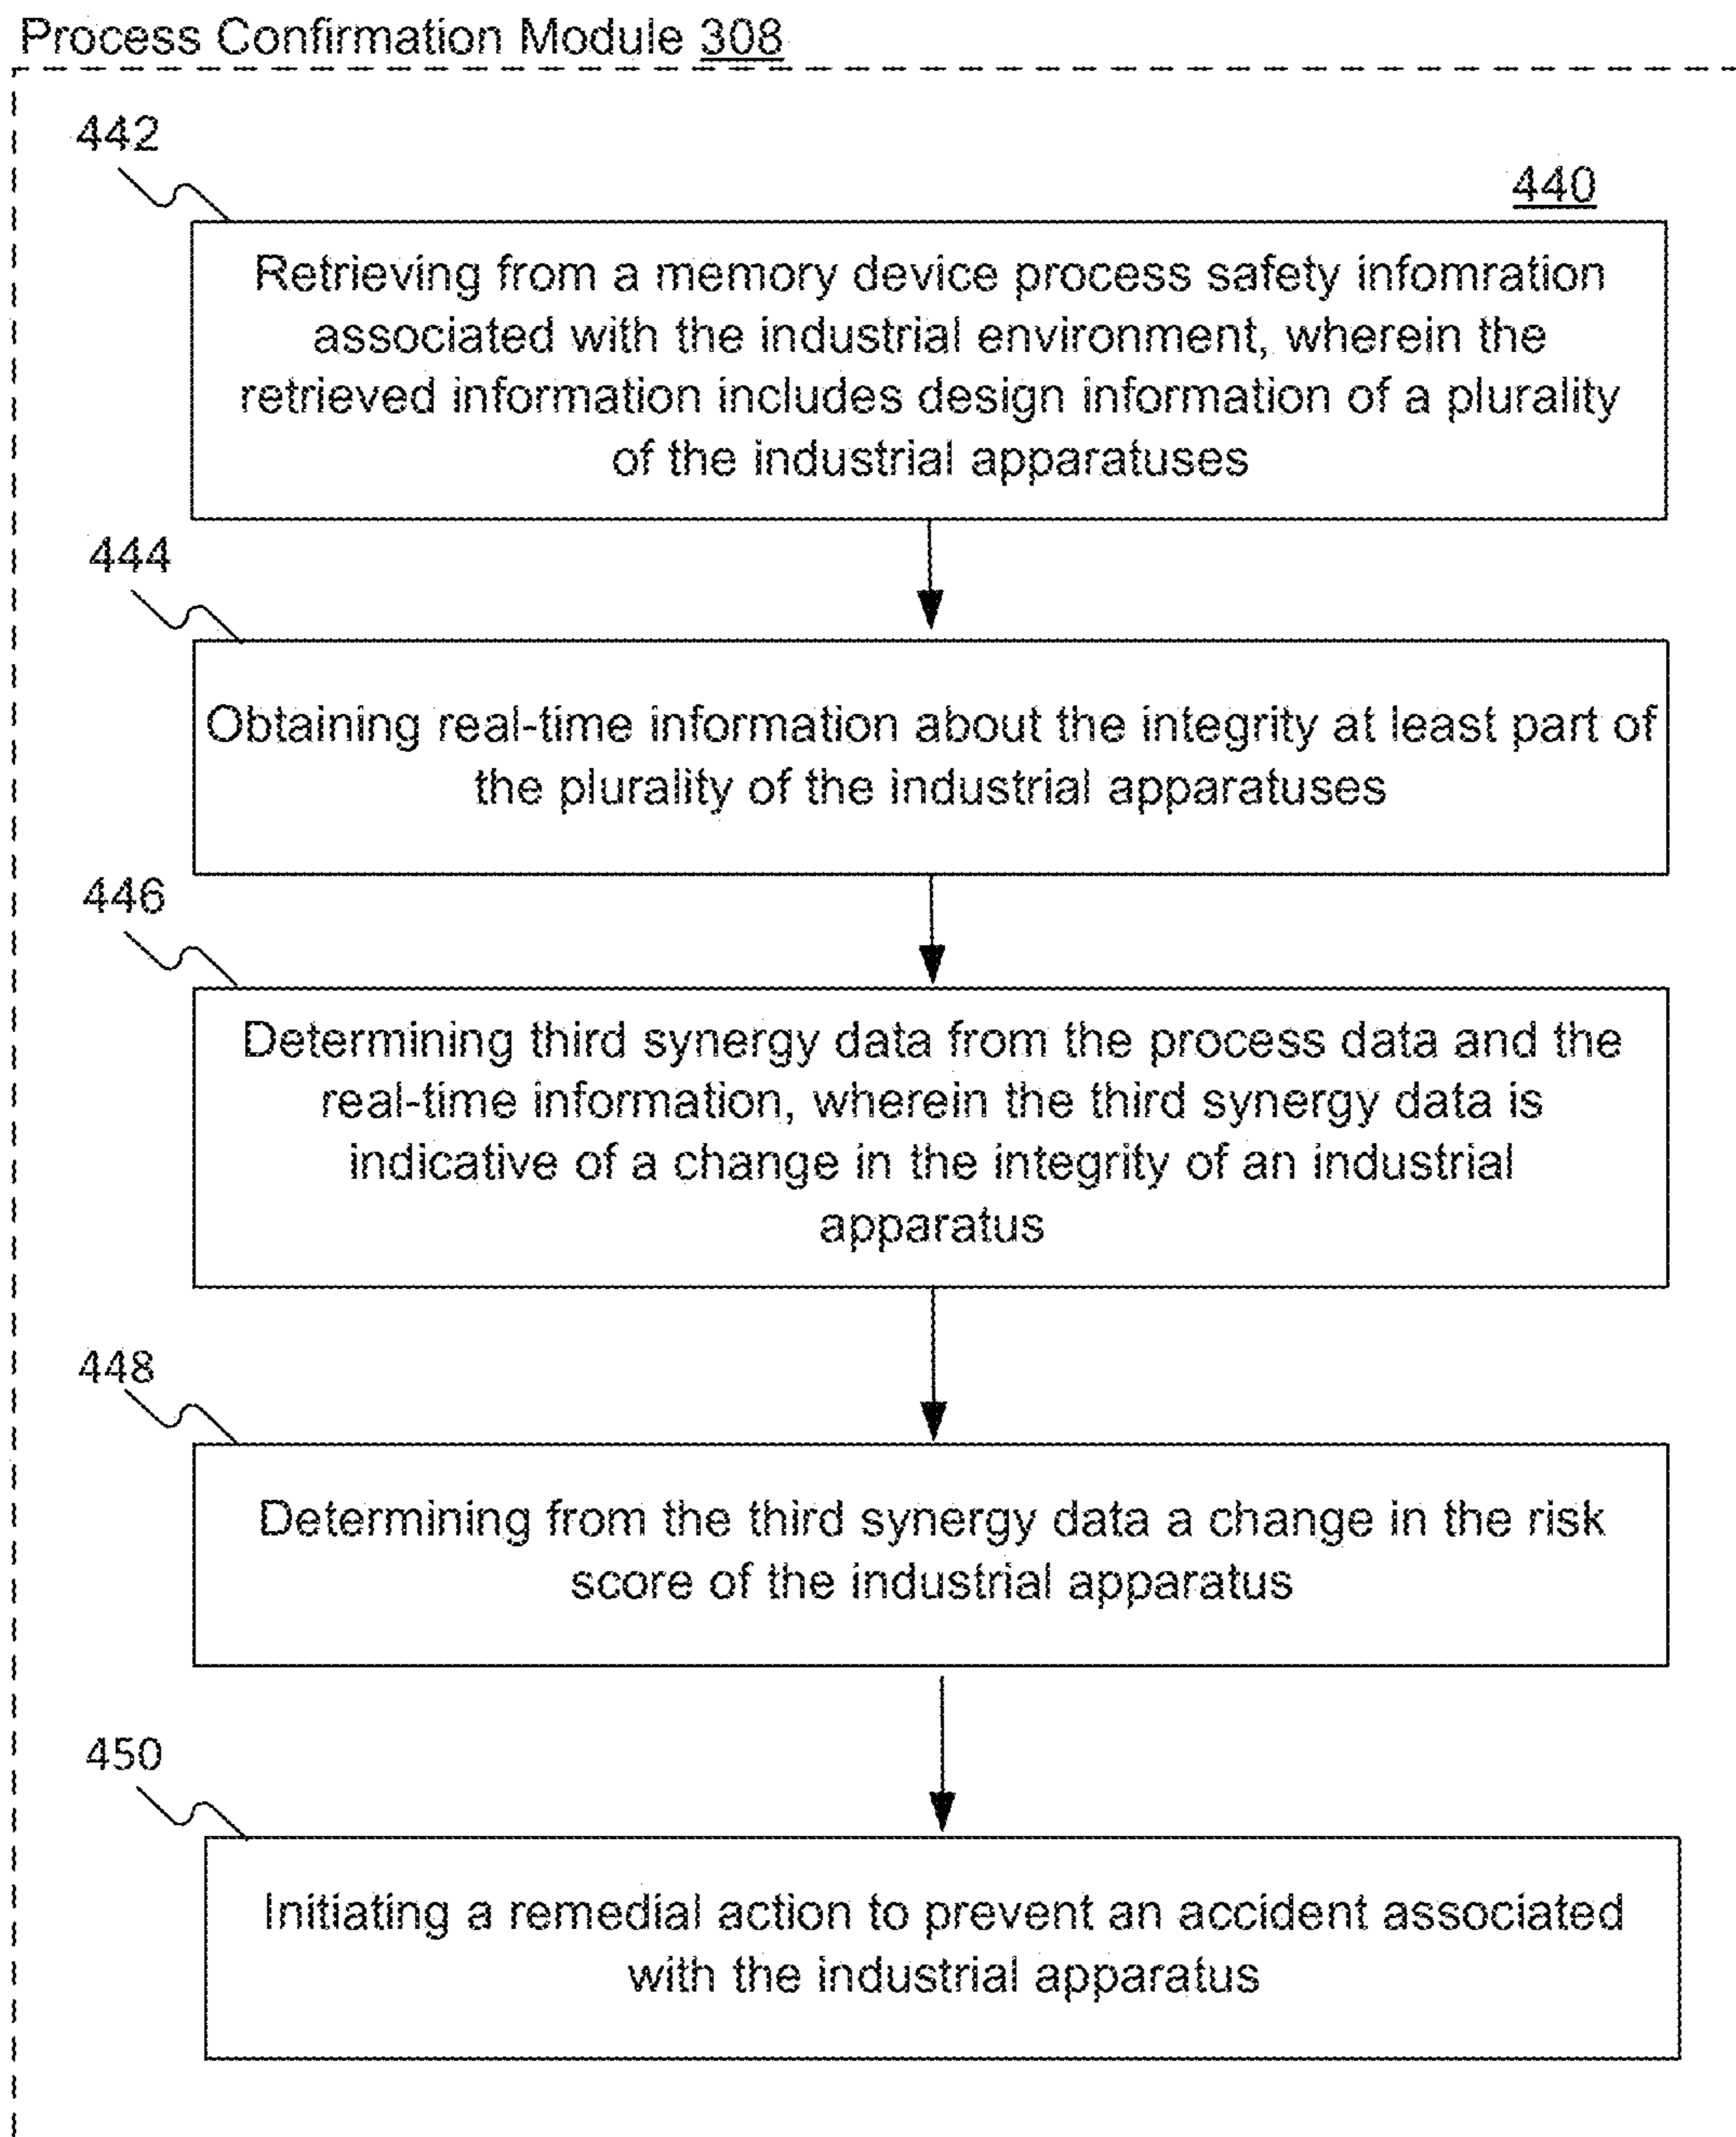 Process Confirmation Module 308
442
440
Retrieving from a memory device process safety infomration
associated with the industrial environment, wherein the
retrieved information includes design information of a plurality
of the industrial apparatuses
444
Obtaining real-time information about the integrity at least part of
the plurality of the industrial apparatuses
446
Determining third synergy data from the process data and the
real-time information, wherein the third synergy data is
indicative of a change in the integrity of an industrial
apparatus
448
Determining from the third synergy data a change in the risk
score of the industrial apparatus
450
Initiating a remedial action to prevent an accident associated
with the industrial apparatus